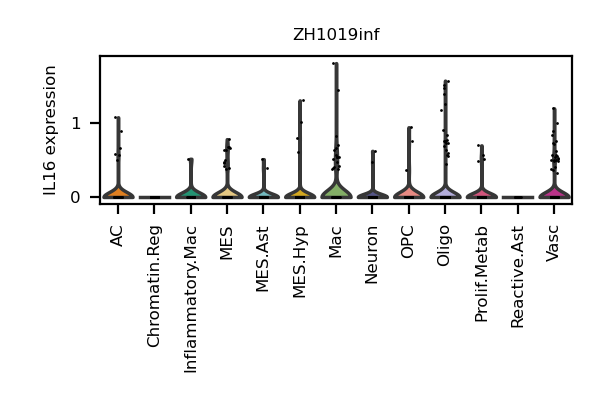 ZH1019inf
IL16 expression
1
0
AC
Chromatin.Reg
Inflammatory.Mac
MES
MES.Ast
MES.Hyp
Mac
Neuron
OPC
Oligo
Prolif.Metab
Reactive.Ast
Vasc